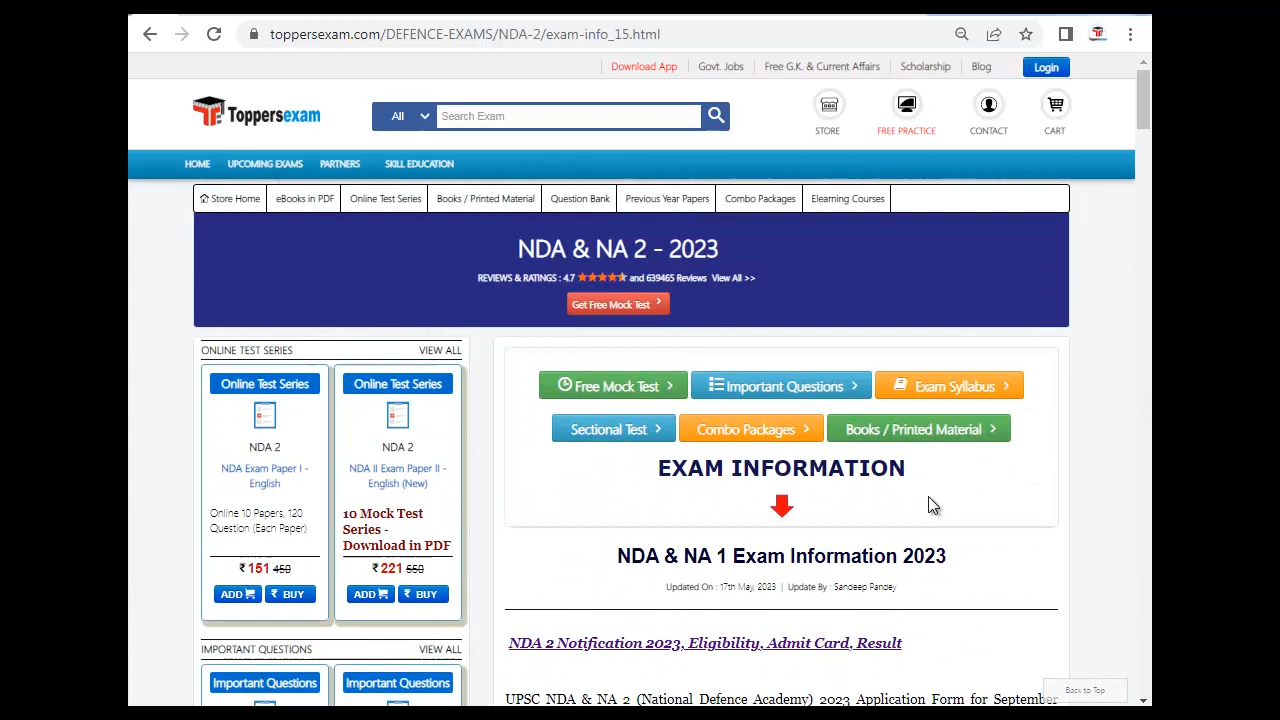 toppersexam.com/DEFENCE-EXAMS/NDA-2/exam-info_15.html
Download App
Govt. Jobs
Free G.K. & Current Affairs
Scholarship
Blog
Login
Toppersexam
All
Search Exam
STORE
FREE PRACTICE
CONTACT
CART
HOME
UPCOMING EXAMS
PARTNERS
SKILL EDUCATION
Store Home
eBooks in PDF
Online Test Series
Books / Printed Material
Question Bank
Previous Year Papers
Combo Packages
Elearning Courses
NDA & NA 2 - 2023
REVIEWS & RATINGS : 4.7 and 639465 Reviews View All >>
Get Free Mock Test
ONLINE TEST SERIES
VIEW ALL
Online Test Series
NDA 2
NDA Exam Paper I -
English
Online 10 Papers, 120
Question (Each Paper)
₹ 151 450
ADD
₹ BUY
Online Test Series
NDA 2
NDA II Exam Paper II -
English (New)
10 Mock Test
Series -
Download in PDF
₹ 221 550
ADD
₹ BUY
IMPORTANT QUESTIONS
VIEW ALL
Important Questions
Important Questions
Free Mock Test
Important Questions
Exam Syllabus
Sectional Test
Combo Packages
Books / Printed Material
EXAM INFORMATION
NDA & NA 1 Exam Information 2023
Updated On : 17th May, 2023 | Update By : Sandeep Pandey
NDA 2 Notification 2023, Eligibility, Admit Card, Result
UPSC NDA & NA 2 (National Defence Academy) 2023 Application Form for September
Back to Top